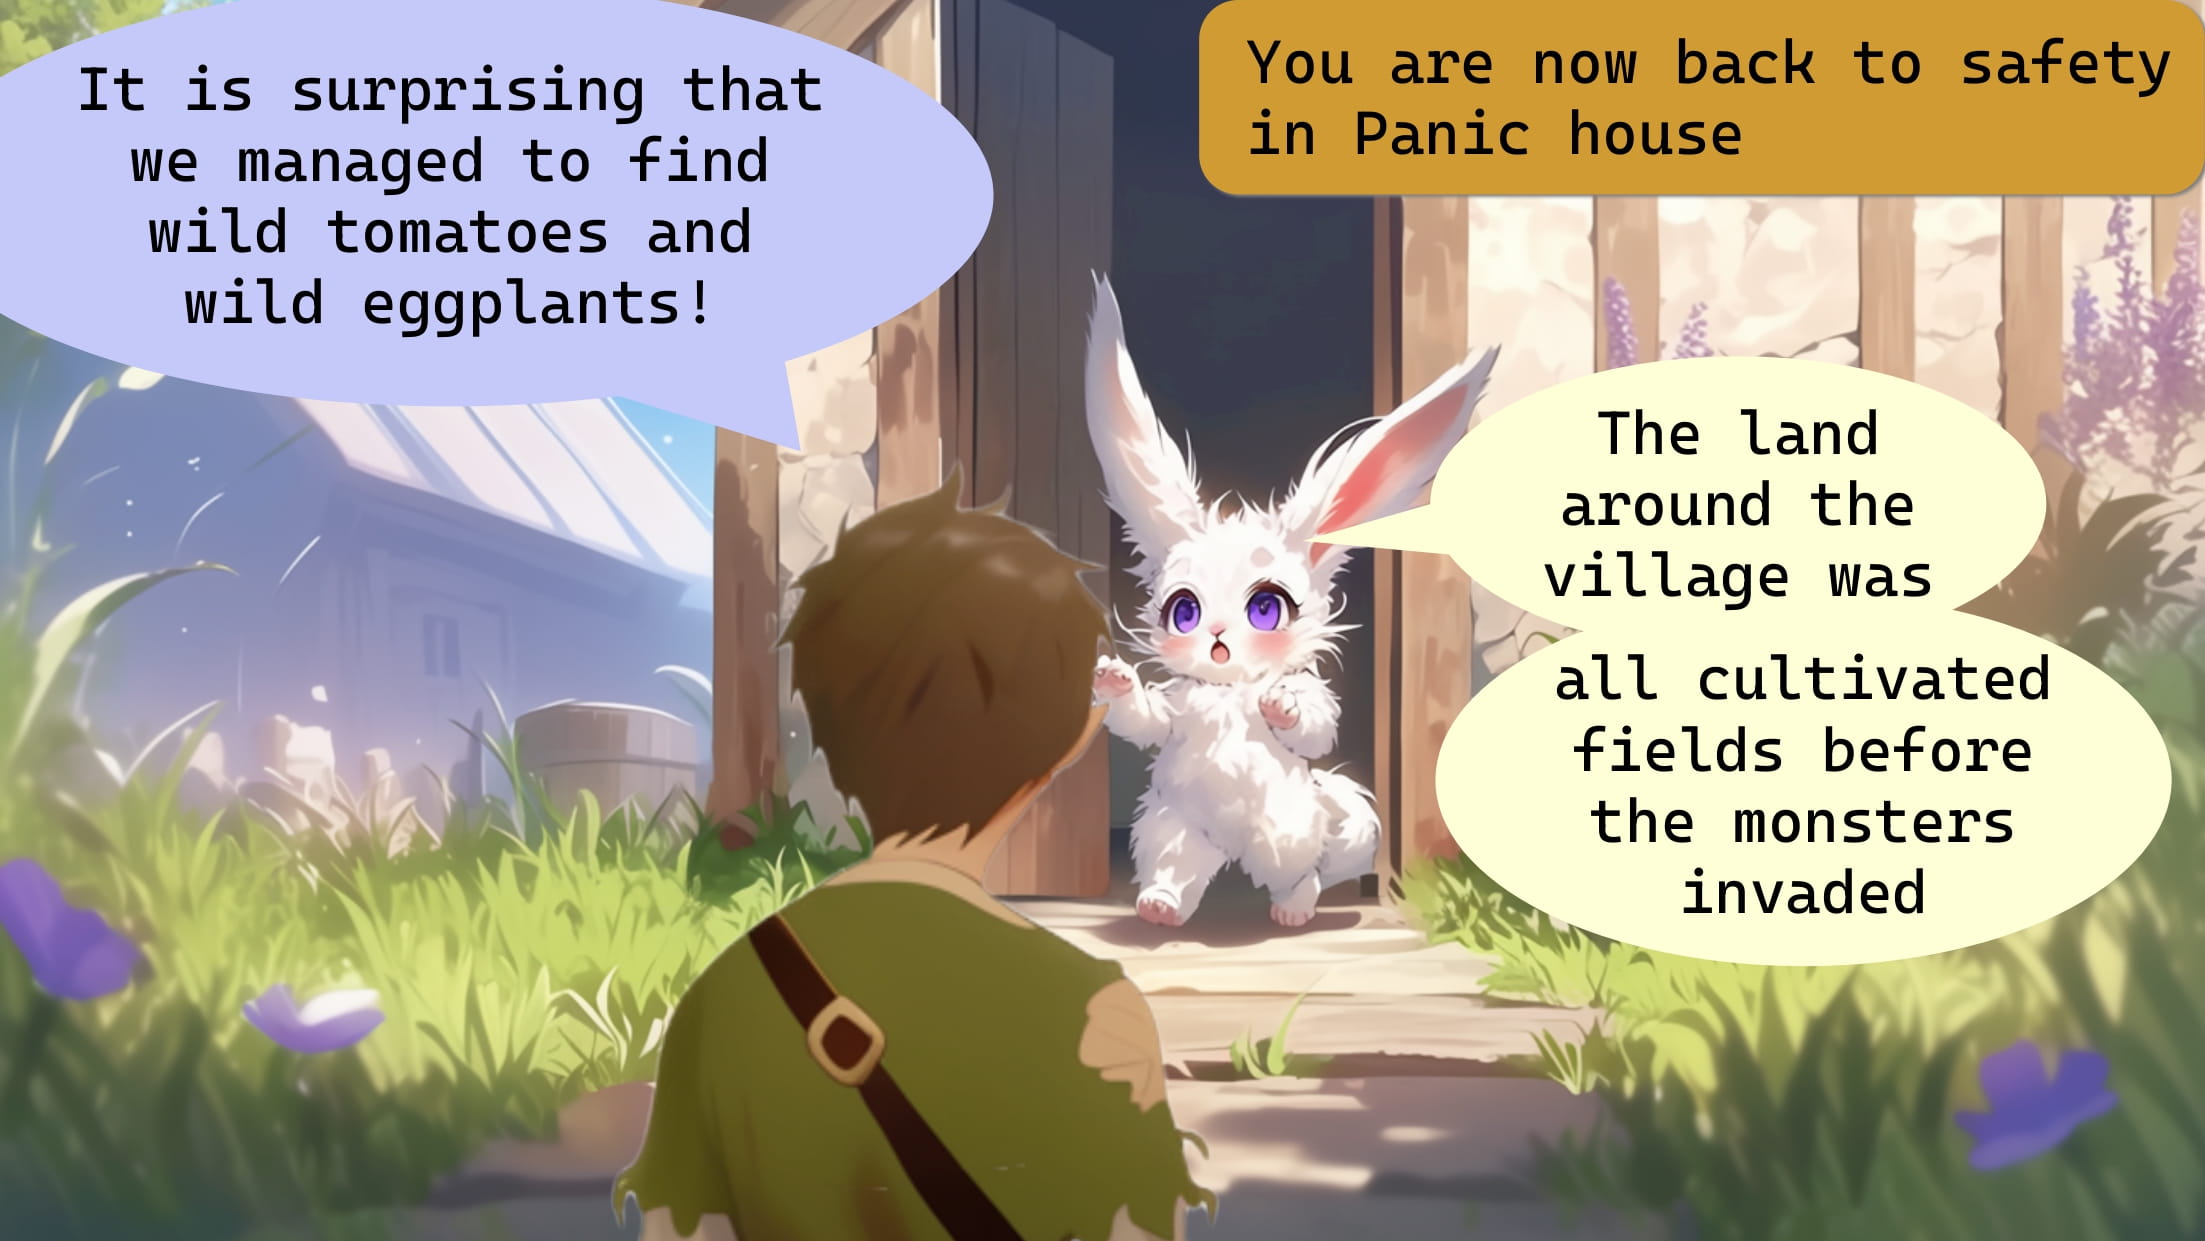 It is surprising that
we managed to find
wild tomatoes and
wild eggplants!
You are now back to safety
in Panic house
The land
around the
village was
all cultivated
fields before
the monsters
invaded